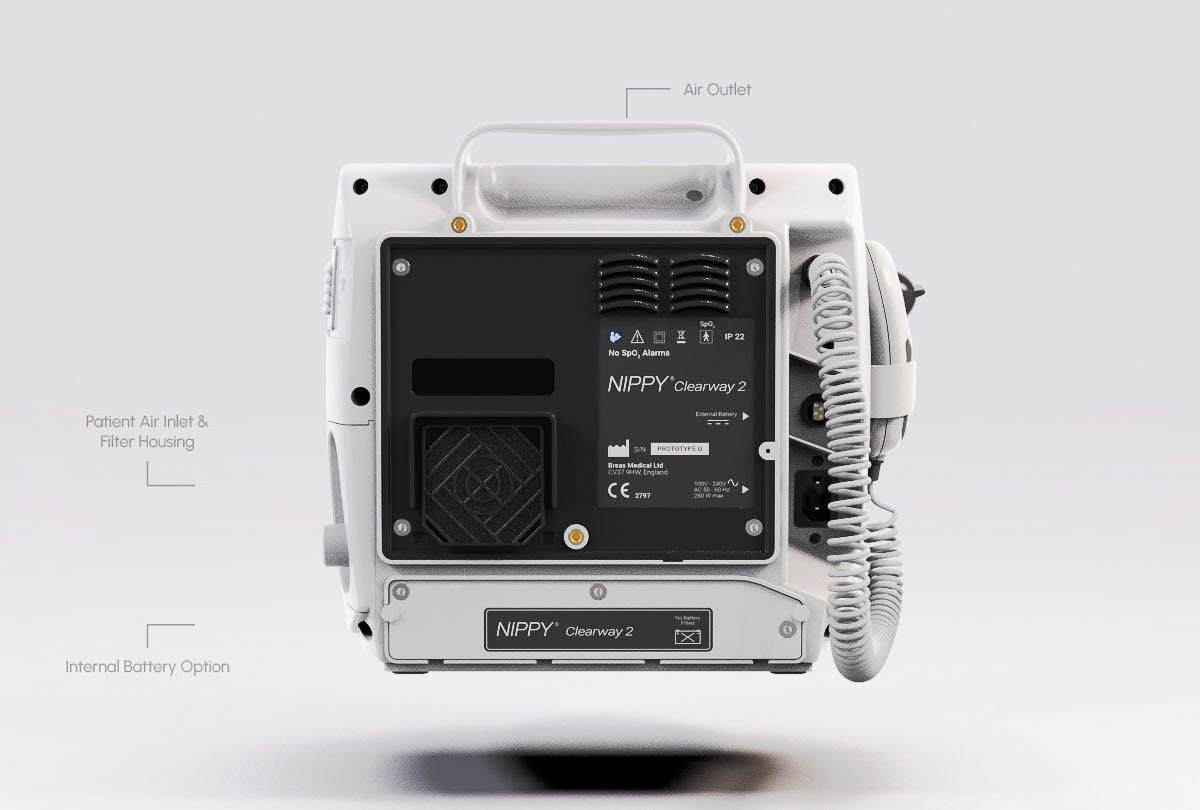 Air Outlet
SpO₂
IP 22
No SpO₂ Alarms
NIPPY® Clearway 2
External Battery
S/N PROTOTYPE 0
Breas Medical Ltd
CV37 9HW, England
CE 2797
100V - 240V
AC 50 - 60 Hz
260 W max
Patient Air Inlet &
Filter Housing
NIPPY® Clearway 2
No Battery
Fitted
Internal Battery Option